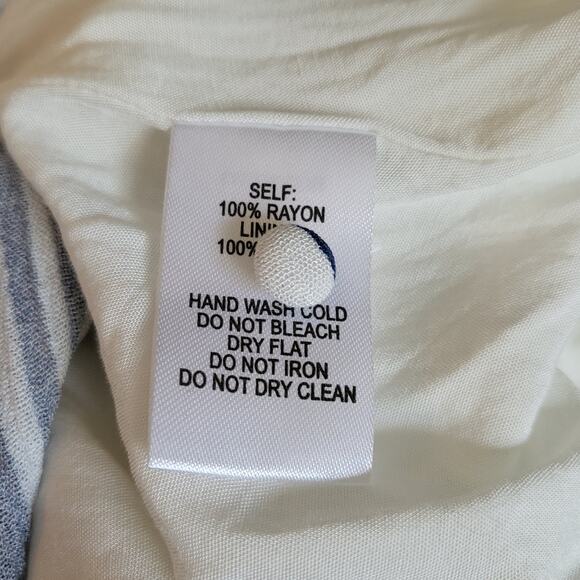 SELF:
100% RAYON
100%
HAND WASH COLD
DO NOT BLEACH
DRY FLAT
DO NOT IRON
DO NOT DRY CLEAN